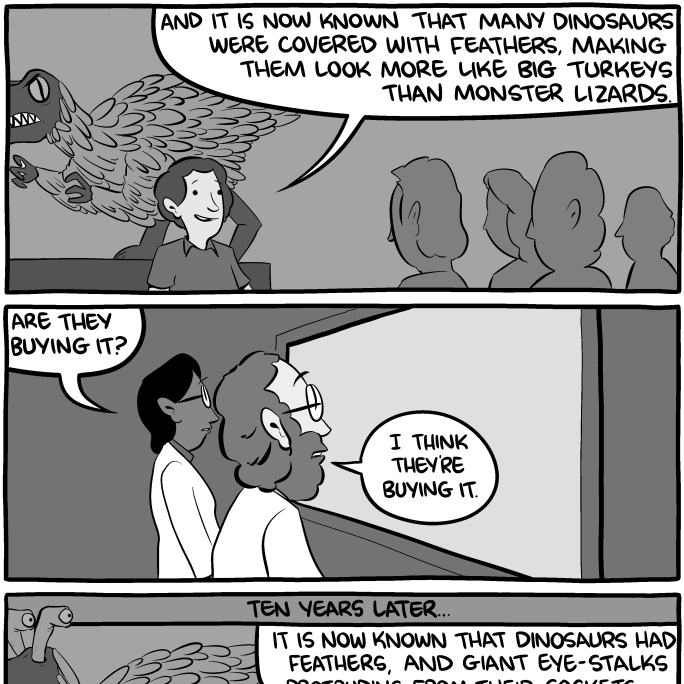 AND IT IS NOW KNOWN THAT MANY DINOSAURS
WERE COVERED WITH FEATHERS, MAKING
THEM LOOK MORE LIKE BIG TURKEYS
THAN MONSTER LIZARDS.
ARE THEY
BUYING IT?
I THINK
THEY'RE
BUYING IT.
TEN YEARS LATER...
IT IS NOW KNOWN THAT DINOSAURS HAD
FEATHERS, AND GIANT EYE-STALKS
PROTRUDING FROM THEIR SOCKETS